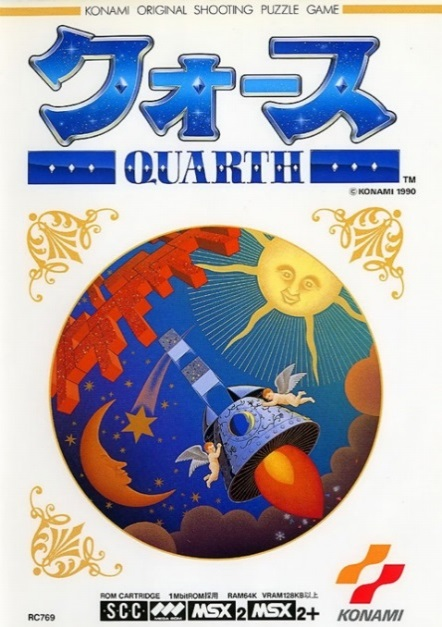 KONAMI ORIGINAL SHOOTING PUZZLE GAME
クォース
QUARTH
TM
© KONAMI 1990
ROM CARTRIDGE 1MbitROM採用 RAM64K VRAM128KB以上
SCC MSX 2 MSX 2+
RC769
KONAMI